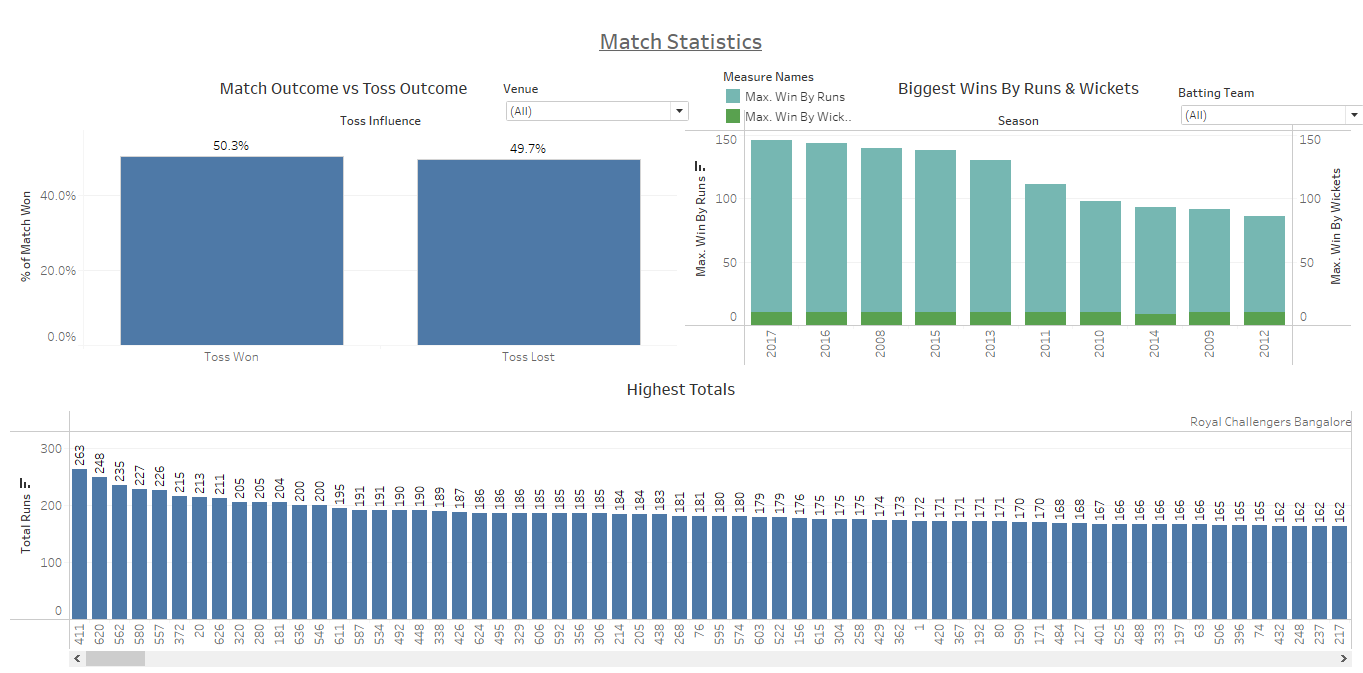 Match Statistics
Match Outcome vs Toss Outcome
Venue
(All)
Toss Influence
50.3%
49.7%
% of Match Won
40.0%
20.0%
0.0%
Toss Won
Toss Lost
Measure Names
Max. Win By Runs
Max. Win By Wick..
Biggest Wins By Runs & Wickets
Batting Team
(All)
Season
Max. Win By Runs
150
100
50
0
150
100
50
0
Max. Win By Wickets
2017 2016 2008 2015 2013 2011 2010 2014 2009 2012
Highest Totals
Royal Challengers Bangalore
Total Runs
300
200
100
0
263 248 235 227 226 215 213 211 205 205 204 200 200 195 191 191 190 190 189 187 186 186 186 185 185 185 185 184 184 183 181 181 180 180 179 179 176 175 175 175 174 173 172 171 171 171 171 170 170 168 168 167 166 166 166 166 166 165 165 165 162 162 162 162
411 620 562 580 557 372 20 626 320 280 181 636 546 611 587 534 492 448 338 426 624 495 329 606 592 356 306 214 205 438 268 76 595 574 603 522 156 615 304 258 429 362 1 420 367 192 80 590 171 484 127 401 525 488 333 197 63 506 396 74 432 248 237 217